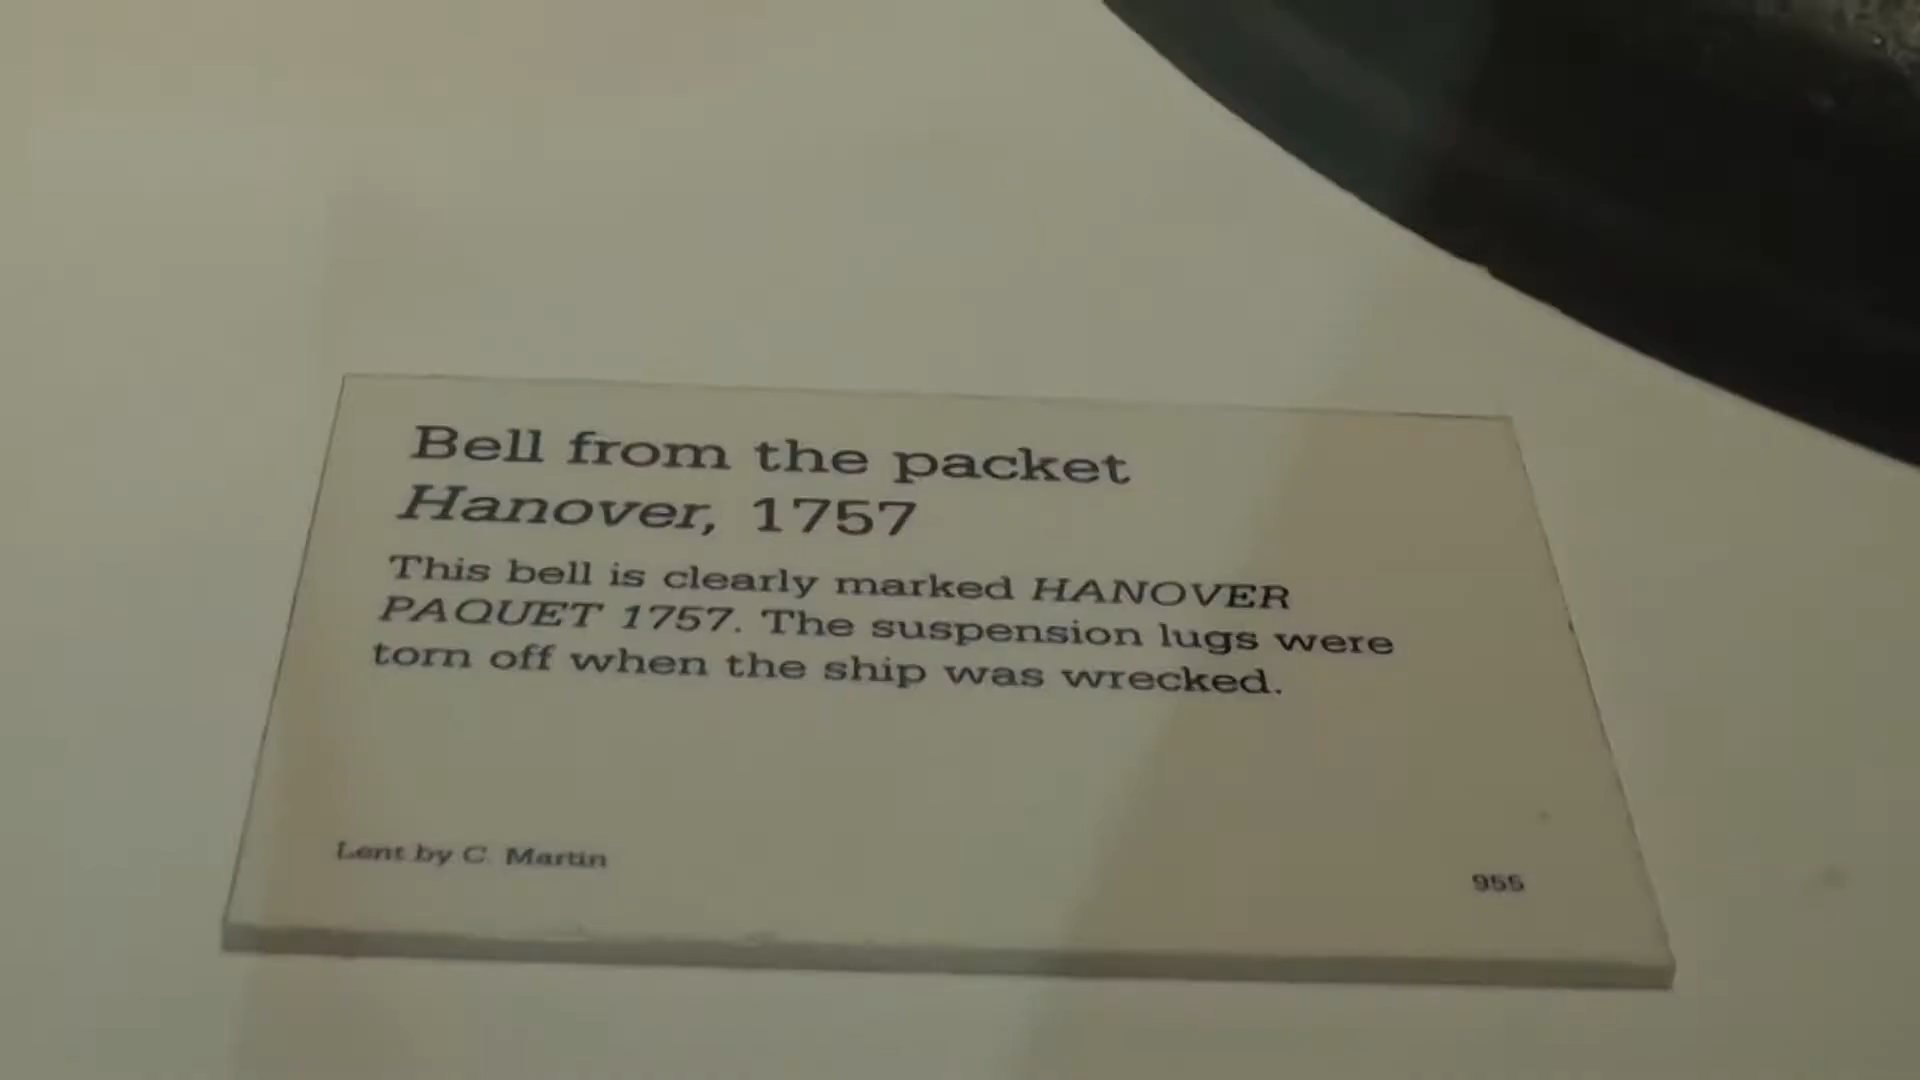 Bell from the packet
Hanover, 1757
This bell is clearly marked HANOVER
PAQUET 1757. The suspension lugs were
torn off when the ship was wrecked.
Lent by C. Martin
955